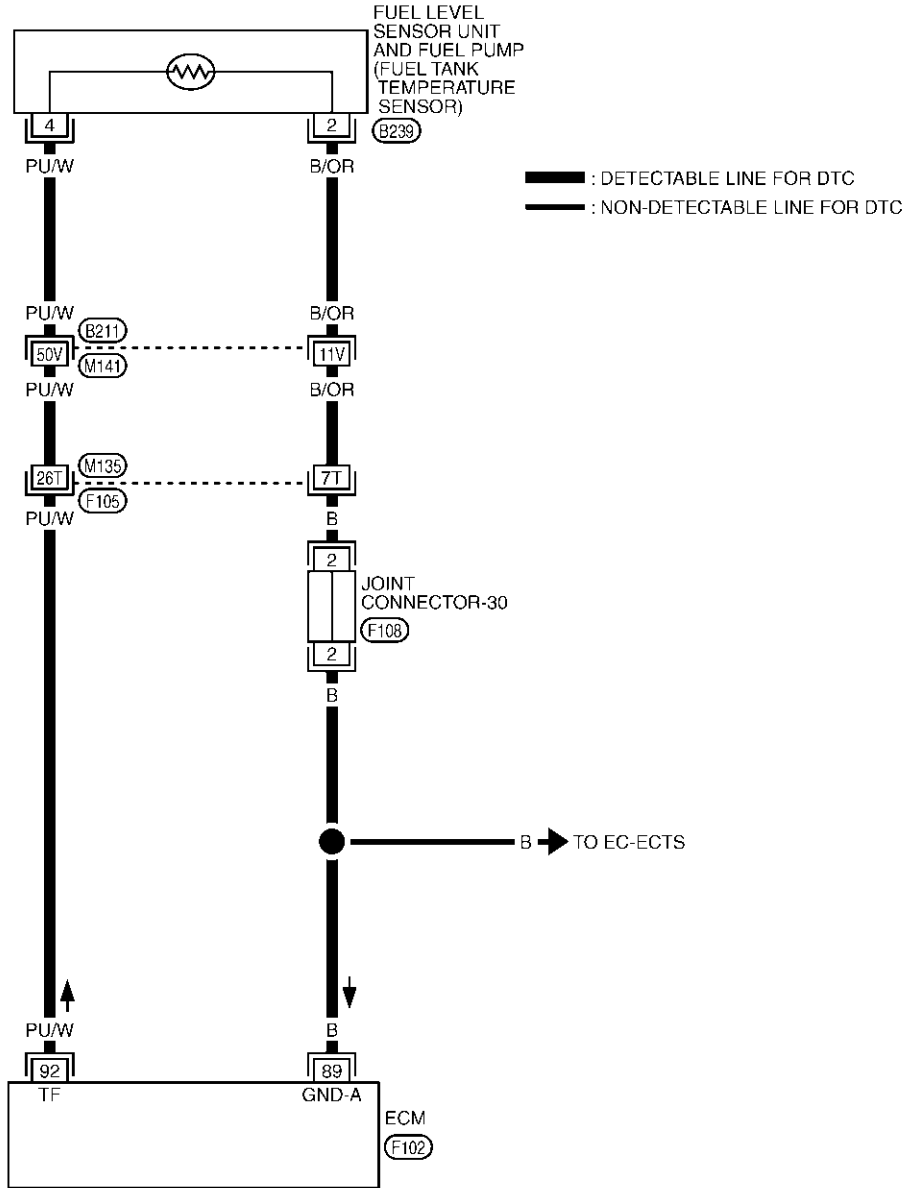 FUEL LEVEL
SENSOR UNIT
AND FUEL PUMP
(FUEL TANK
TEMPERATURE
SENSOR)
4
2
B239
PU/W
B/OR
: DETECTABLE LINE FOR DTC
: NON-DETECTABLE LINE FOR DTC
PU/W
B/OR
B211
50V
11V
M141
PU/W
B/OR
M135
26T
7T
F105
PU/W
B
2
JOINT
CONNECTOR-30
F108
2
B
B
TO EC-ECTS
PU/W
B
92
89
TF
GND-A
ECM
F102